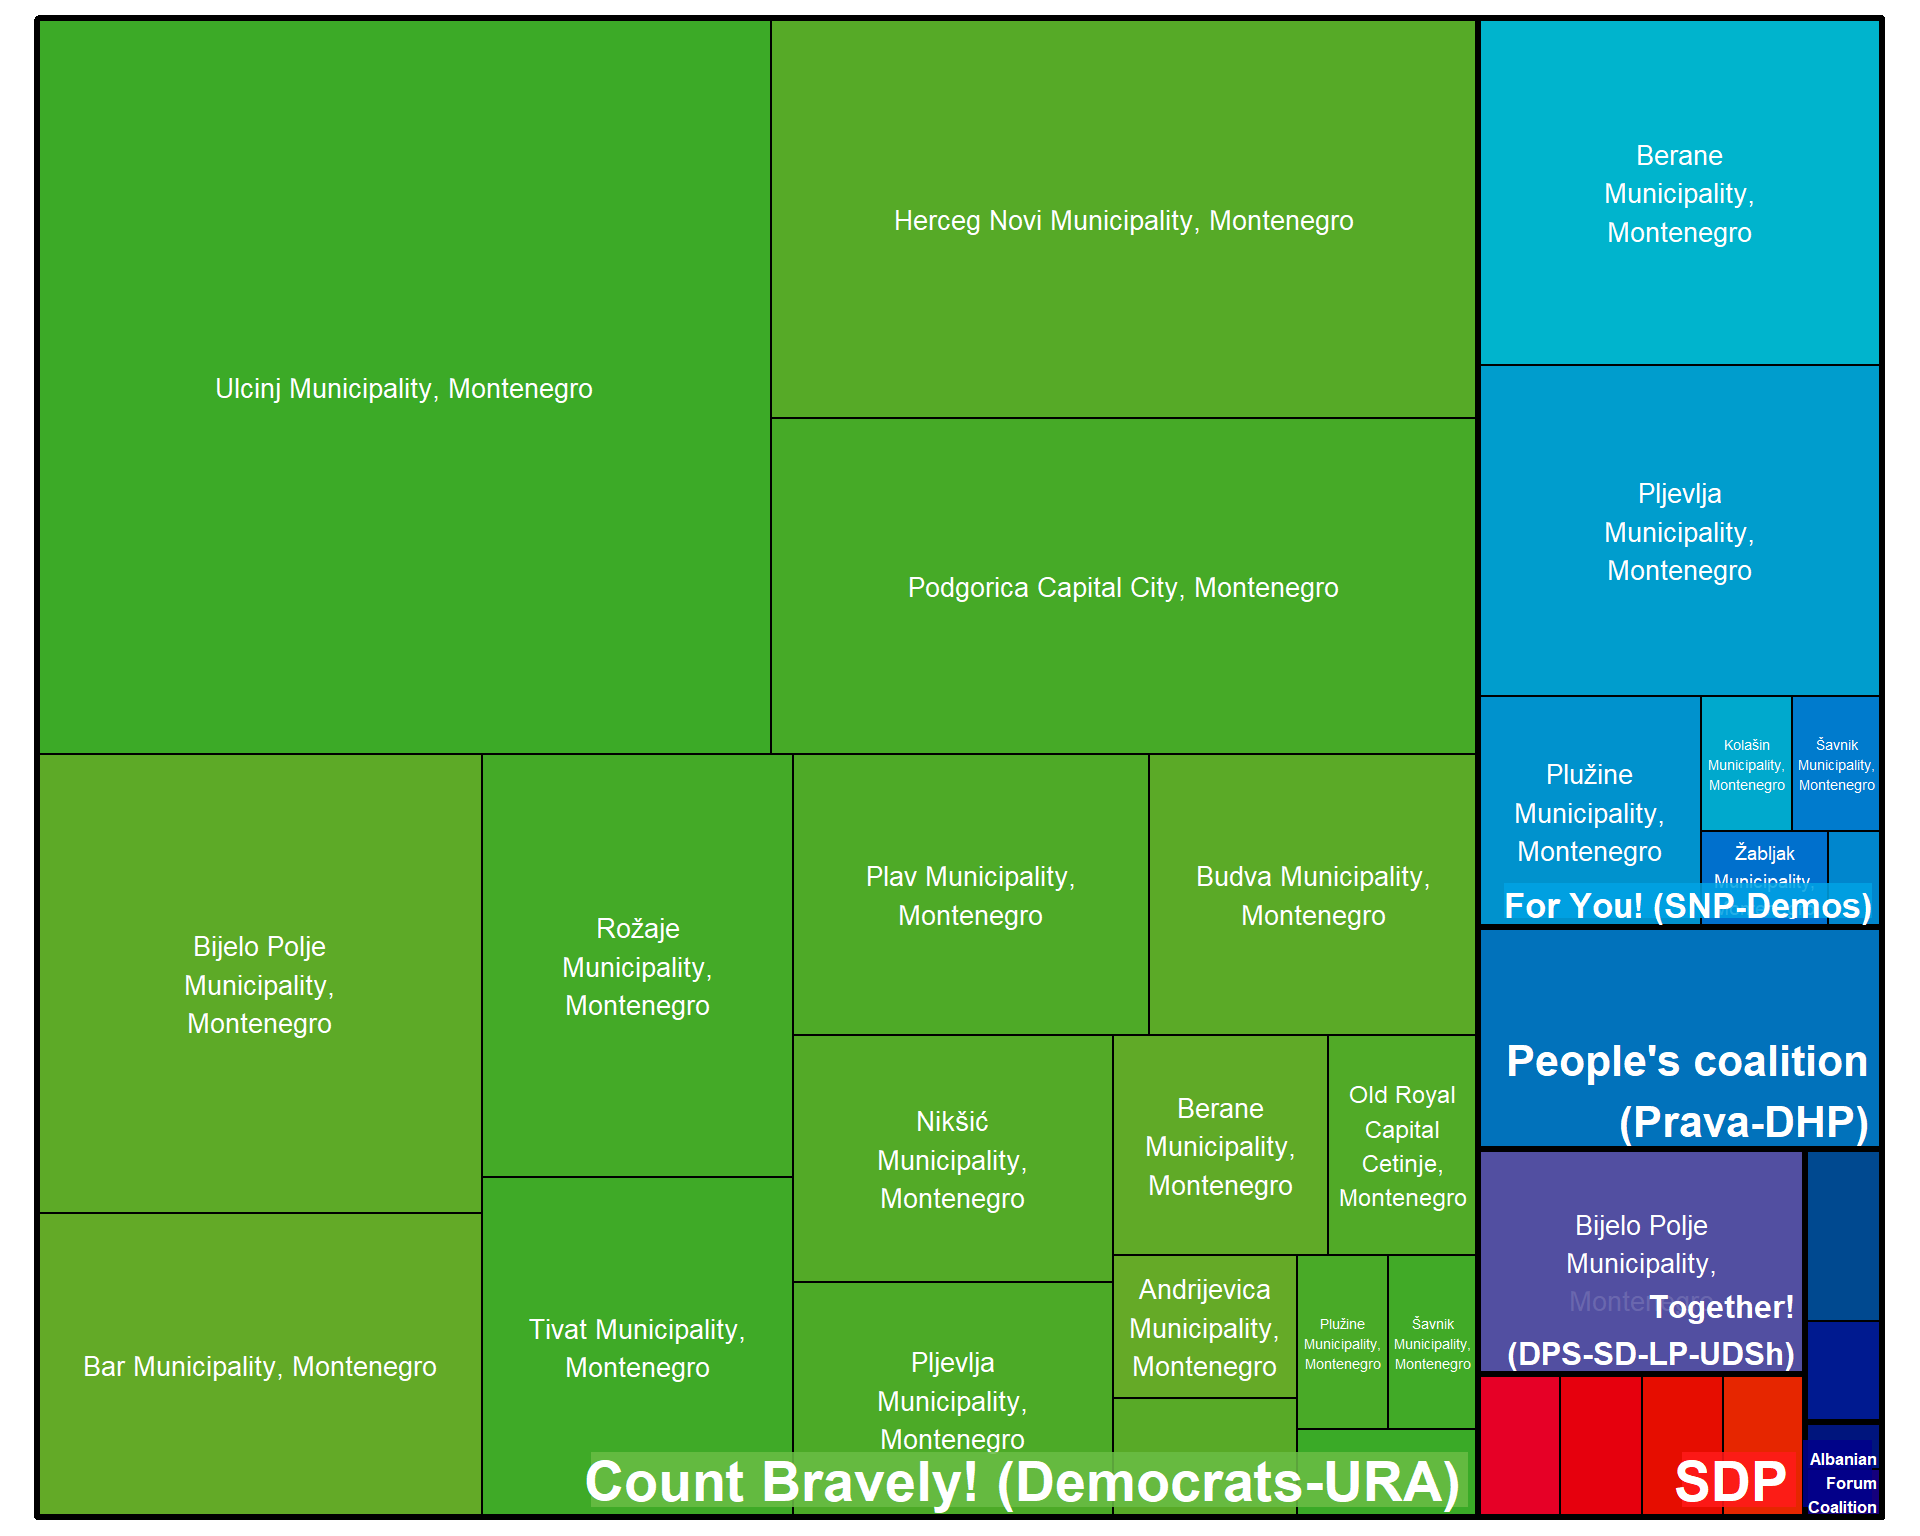 Ulcinj Municipality, Montenegro
Herceg Novi Municipality, Montenegro
Podgorica Capital City, Montenegro
Bijelo Polje
Municipality,
Montenegro
Bar Municipality, Montenegro
Rožaje
Municipality,
Montenegro
Tivat Municipality,
Montenegro
Plav Municipality,
Montenegro
Budva Municipality,
Montenegro
Nikšić
Municipality,
Montenegro
Pljevlja
Municipality,
Montenegro
Berane
Municipality,
Montenegro
Old Royal
Capital
Cetinje,
Montenegro
Andrijevica
Municipality,
Montenegro
Plužine
Municipality,
Montenegro
Šavnik
Municipality,
Montenegro
Count Bravely! (Democrats-URA)
Berane
Municipality,
Montenegro
Pljevlja
Municipality,
Montenegro
Plužine
Municipality,
Montenegro
Kolašin
Municipality,
Montenegro
Šavnik
Municipality,
Montenegro
Žabljak
Municipality,
For You! (SNP-Demos)
People's coalition
(Prava-DHP)
Bijelo Polje
Municipality,
Montenegro
Together!
(DPS-SD-LP-UDSh)
SDP
Albanian
Forum
Coalition